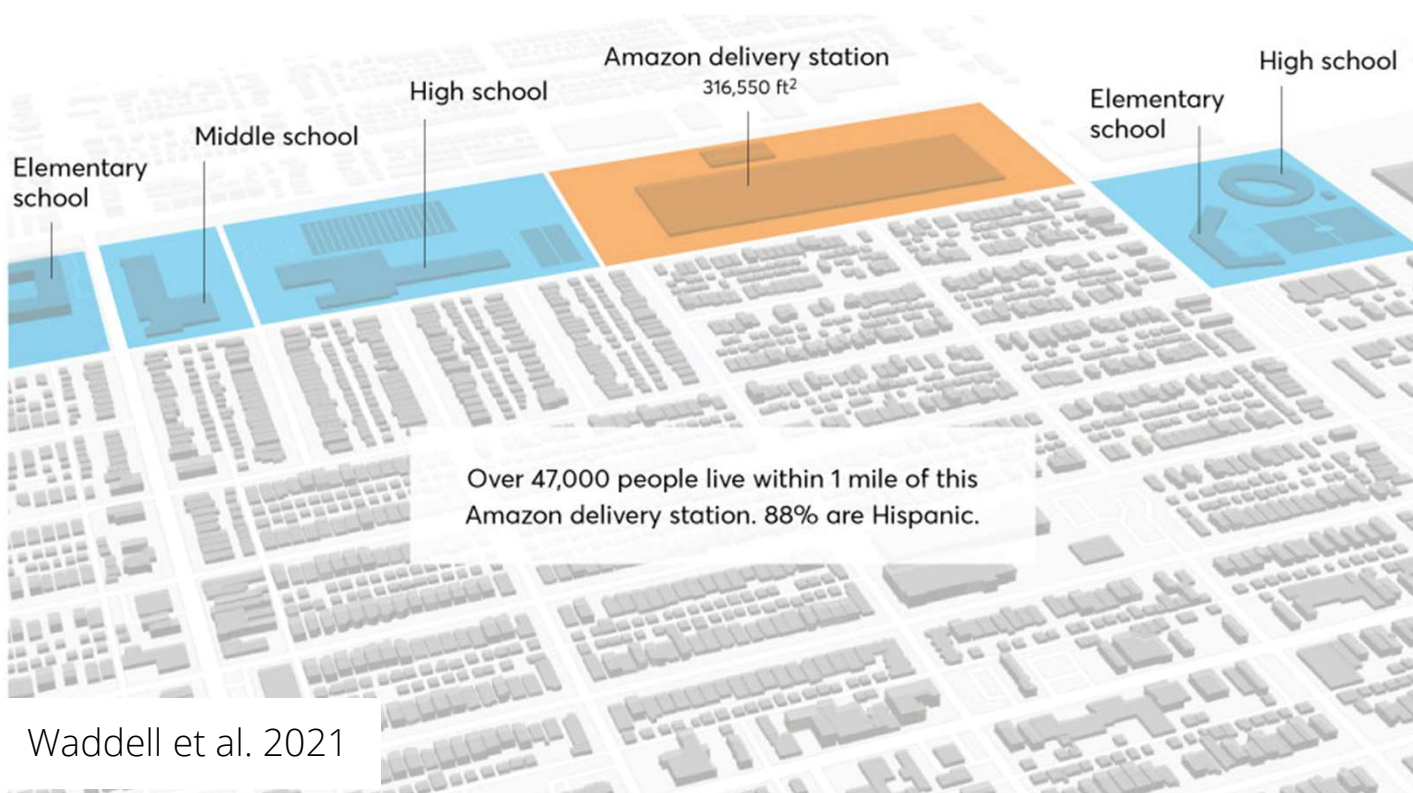 Amazon delivery station
316,550 ft²
High school
High school
Elementary
school
Middle school
Elementary
school
Over 47,000 people live within 1 mile of this
Amazon delivery station. 88% are Hispanic.
Waddell et al. 2021